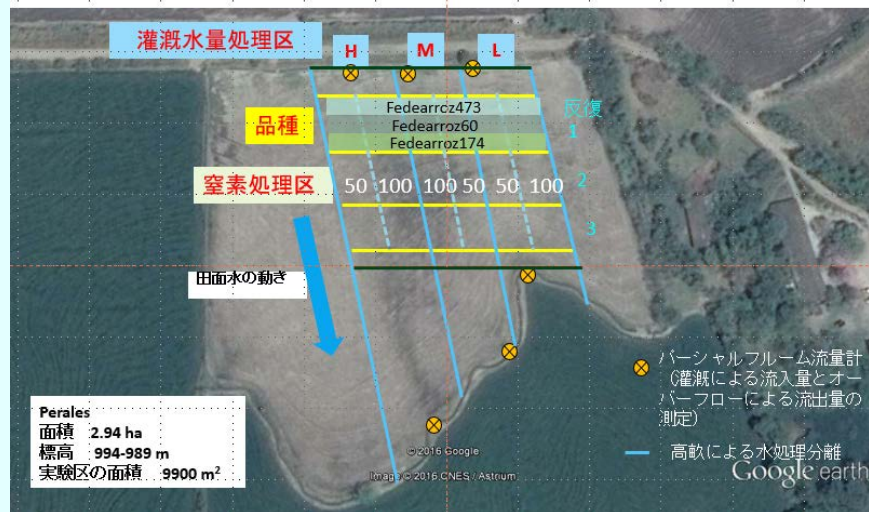 灌漑水量処理区
H M L
Fedearroz473
反復
Fedearroz60
1
品種
Fedearroz174
窒素処理区
50 100 100 50 50 100
2
3
田面水の動き
パーシャルフルーム流量計
(灌漑による流入量とオー
バーフローによる流出量の
測定)
高畝による水処理分離
Perales
面積 2.94 ha
標高 994-989 m
実験区の面積 9900 m²
© 2016 Google
Image © 2016 CNES / Astrium
Google earth